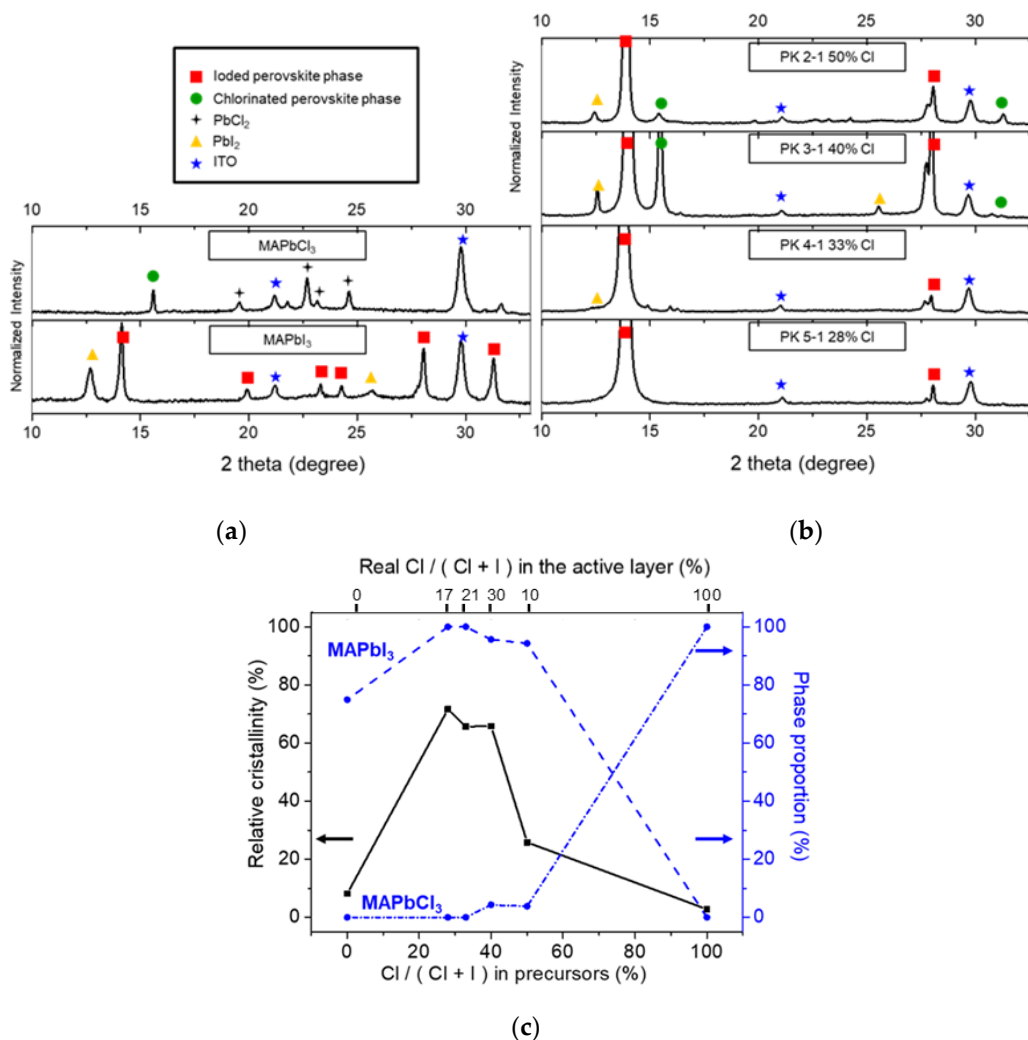 Ioded perovskite phase
Chlorinated perovskite phase
PbCl2
PbI2
ITO
10 15 20 25 30
MAPbCl3
MAPbI3
Normalized Intensity
10 15 20 25 30
2 theta (degree)
(a)
10 15 20 25 30
PK 2-1 50% Cl
PK 3-1 40% Cl
PK 4-1 33% Cl
PK 5-1 28% Cl
Normalized Intensity
10 15 20 25 30
2 theta (degree)
(b)
Real Cl / ( Cl + I ) in the active layer (%)
0 17 21 30 10 100
100
80
60
40
20
0
Relative cristallinity (%)
MAPbI3
MAPbCl3
100
80
60
40
20
0
Phase proportion (%)
0 20 40 60 80 100
Cl / ( Cl + I ) in precursors (%)
(c)